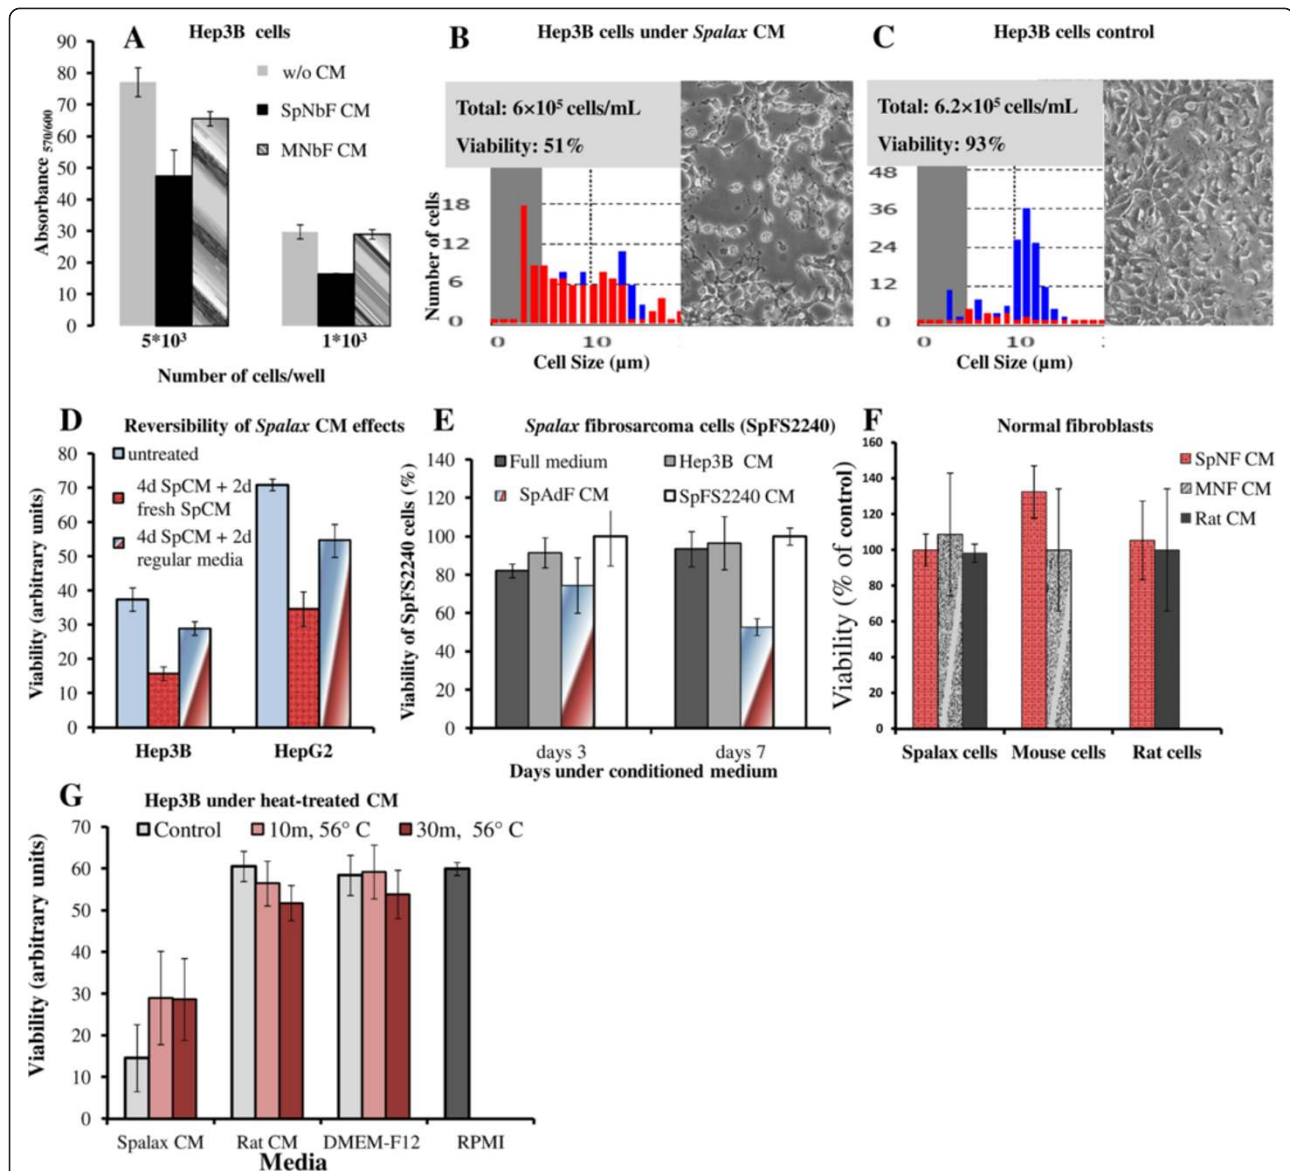 A
Hep3B cells
90
80
70
60
50
40
30
20
10
0
Absorbance 570/600
w/o CM
SpNbF CM
MNbF CM
5*10³
1*10³
Number of cells/well
B
Hep3B cells under Spalax CM
Total: 6×10⁵ cells/mL
Viability: 51%
Number of cells
18
12
6
0
0
10
Cell Size (µm)
C
Hep3B cells control
Total: 6.2×10⁵ cells/mL
Viability: 93%
48
36
24
12
0
0
10
Cell Size (µm)
D
Reversibility of Spalax CM effects
80
70
60
50
40
30
20
10
0
Viability (arbitrary units)
untreated
4d SpCM + 2d
fresh SpCM
4d SpCM + 2d
regular media
Hep3B
HepG2
E
Spalax fibrosarcoma cells (SpFS2240)
140
120
100
80
60
40
20
0
Viability of SpFS2240 cells (%)
Full medium
Hep3B CM
SpAdF CM
SpFS2240 CM
days 3
days 7
Days under conditioned medium
F
Normal fibroblasts
160
140
120
100
80
60
40
20
0
Viability (% of control)
SpNF CM
MNF CM
Rat CM
Spalax cells
Mouse cells
Rat cells
G
Hep3B under heat-treated CM
70
60
50
40
30
20
10
0
Viability (arbitrary units)
Control
10m, 56° C
30m, 56° C
Spalax CM
Rat CM
DMEM-F12
RPMI
Media